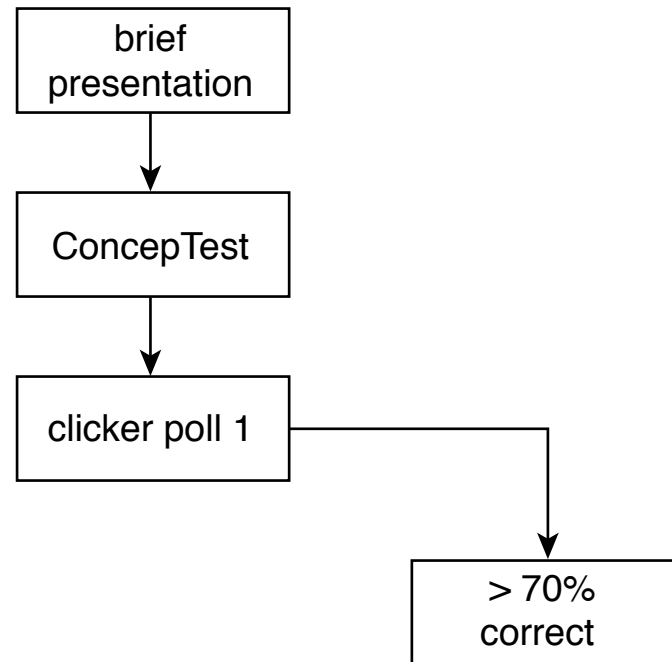 brief
presentation
ConcepTest
clicker poll 1
> 70%
correct